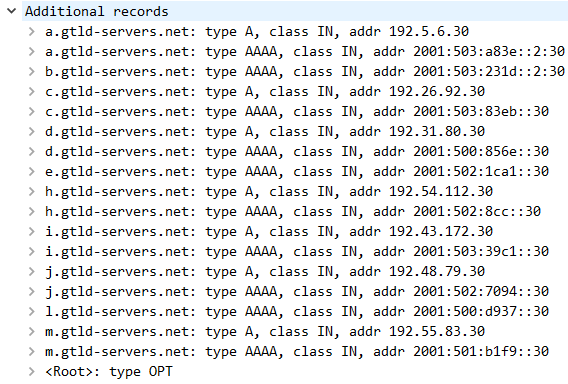 Additional records
a.gtld-servers.net: type A, class IN, addr 192.5.6.30
a.gtld-servers.net: type AAAA, class IN, addr 2001:503:a83e::2:30
b.gtld-servers.net: type AAAA, class IN, addr 2001:503:231d::2:30
c.gtld-servers.net: type A, class IN, addr 192.26.92.30
c.gtld-servers.net: type AAAA, class IN, addr 2001:503:83eb::30
d.gtld-servers.net: type A, class IN, addr 192.31.80.30
d.gtld-servers.net: type AAAA, class IN, addr 2001:500:856e::30
e.gtld-servers.net: type AAAA, class IN, addr 2001:502:1ca1::30
h.gtld-servers.net: type A, class IN, addr 192.54.112.30
h.gtld-servers.net: type AAAA, class IN, addr 2001:502:8cc::30
i.gtld-servers.net: type A, class IN, addr 192.43.172.30
i.gtld-servers.net: type AAAA, class IN, addr 2001:503:39c1::30
j.gtld-servers.net: type A, class IN, addr 192.48.79.30
j.gtld-servers.net: type AAAA, class IN, addr 2001:502:7094::30
l.gtld-servers.net: type AAAA, class IN, addr 2001:500:d937::30
m.gtld-servers.net: type A, class IN, addr 192.55.83.30
m.gtld-servers.net: type AAAA, class IN, addr 2001:501:b1f9::30
<Root>: type OPT